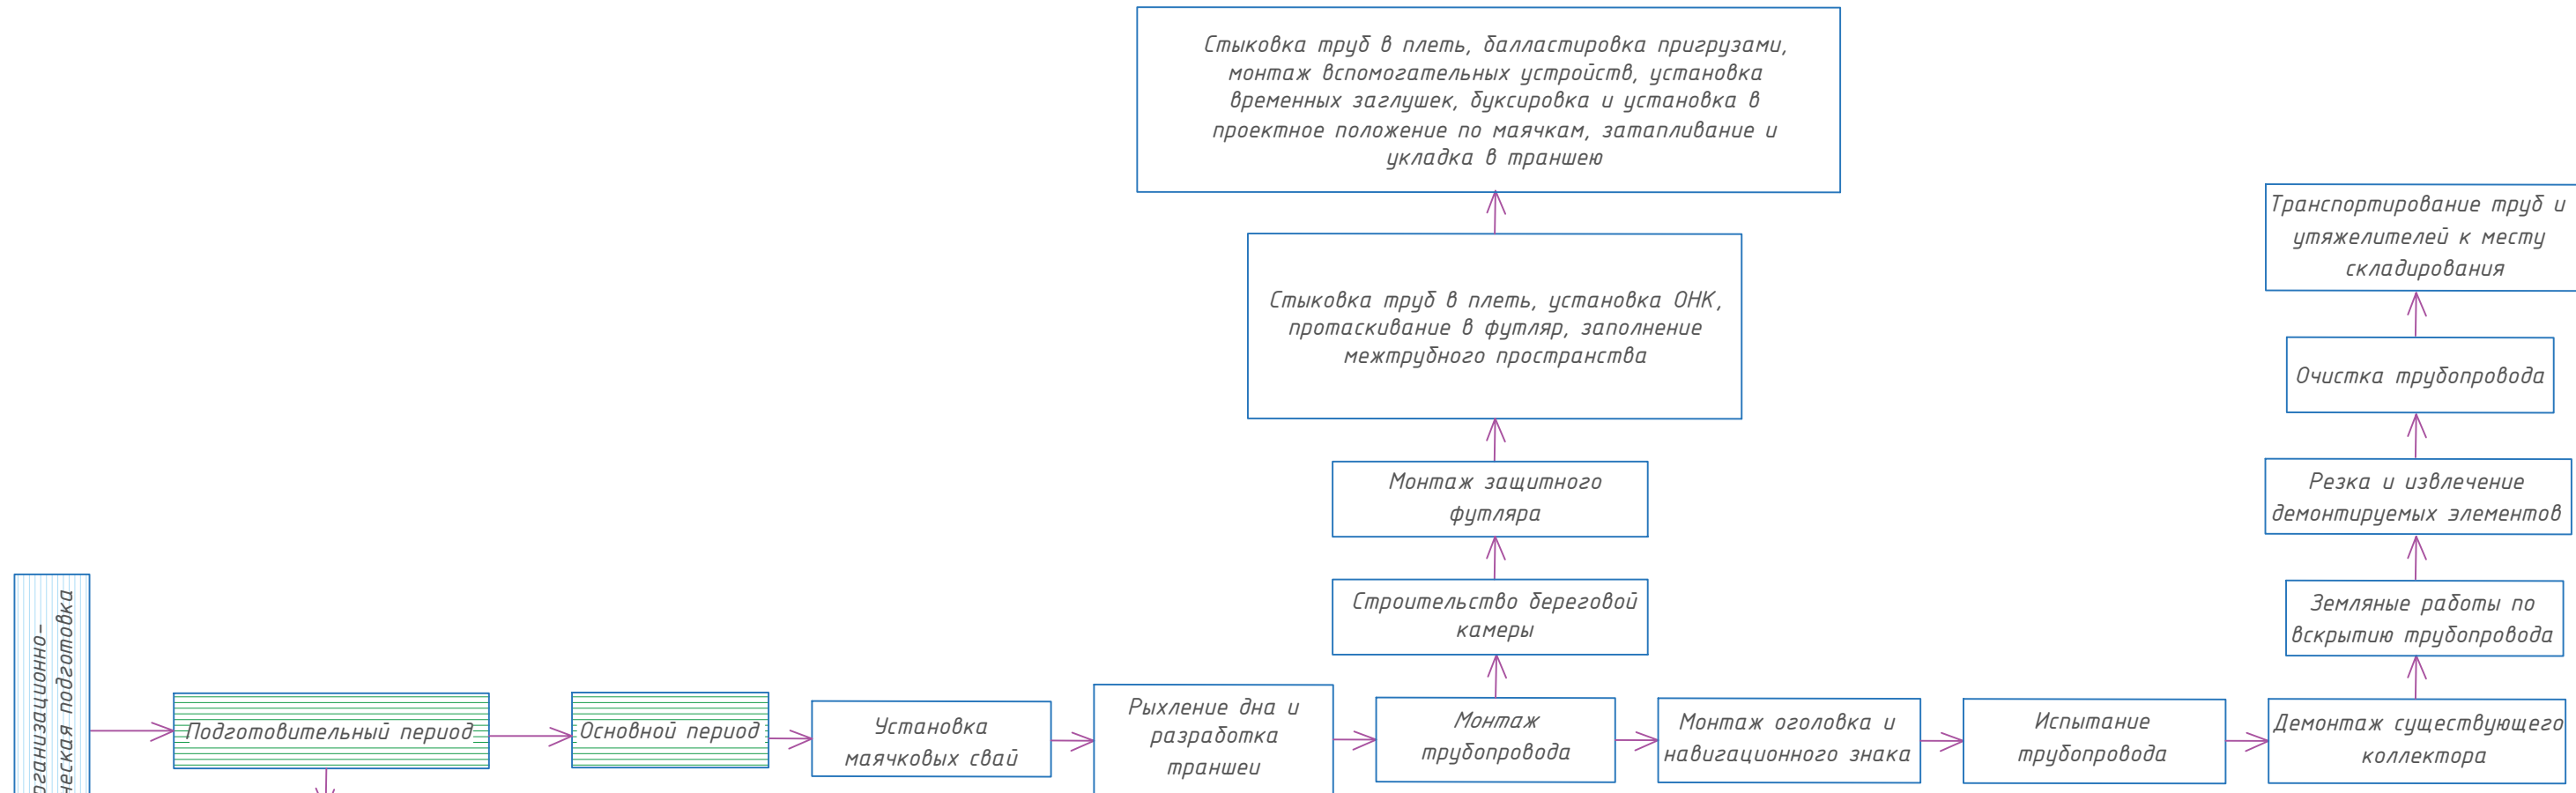 Стыковка труб в плеть, балластировка пригрузами,
монтаж вспомогательных устройств, установка
временных заглушек, буксировка и установка в
проектное положение по маячкам, затапливание и
укладка в траншею
Транспортирование труб и
утяжелителей к месту
складирования
Стыковка труб в плеть, установка ОНК,
протаскивание в футляр, заполнение
межтрубного пространства
Очистка трубопровода
Монтаж защитного
футляра
Резка и извлечение
демонтируемых элементов
Строительство береговой
камеры
Земляные работы по
вскрытию трубопровода
подготовка
Подготовительный период
Основной период
Установка
маячковых свай
Рыхление дна и
разработка
траншеи
Монтаж
трубопровода
Монтаж оголовка и
навигационного знака
Испытание
трубопровода
Демонтаж существующего
коллектора